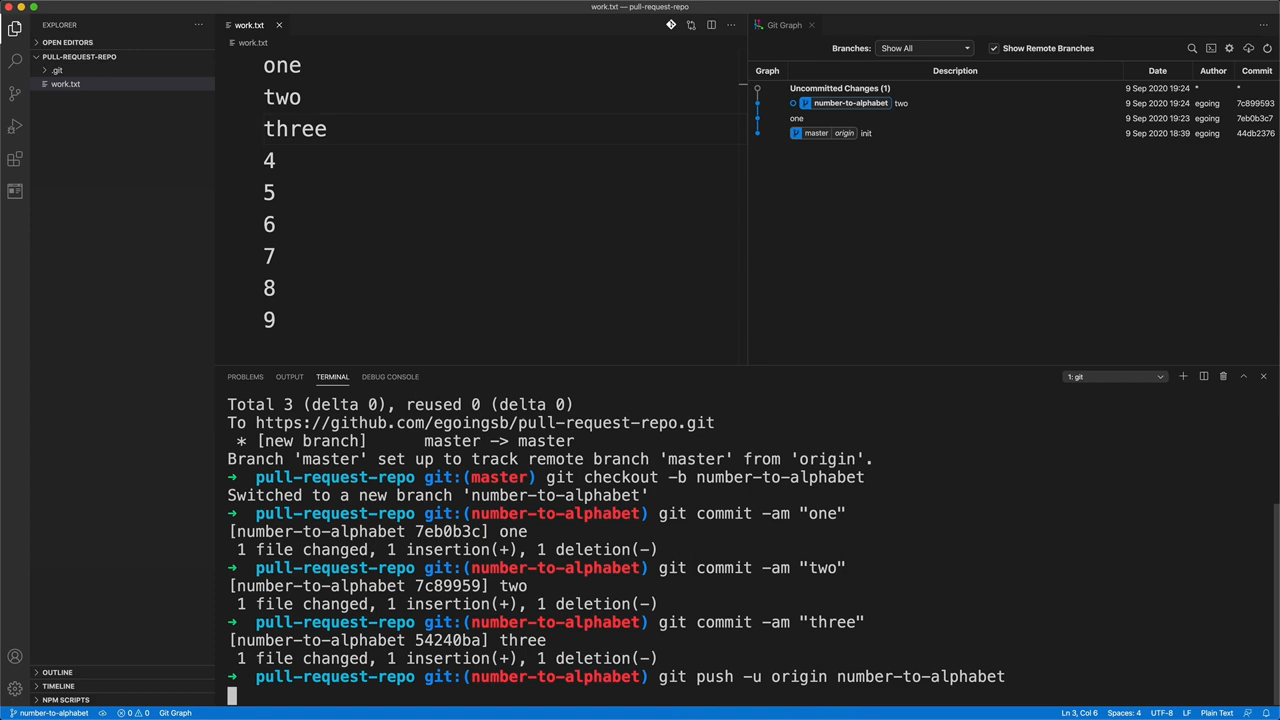 work.txt — pull-request-repo
EXPLORER
OPEN EDITORS
PULL-REQUEST-REPO
.git
work.txt
OUTLINE
TIMELINE
NPM SCRIPTS
work.txt
work.txt
one
two
three
4
5
6
7
8
9
Git Graph
Branches: Show All Show Remote Branches
Graph Description Date Author Commit
Uncommitted Changes (1) 9 Sep 2020 19:24 * *
number-to-alphabet two 9 Sep 2020 19:24 egoing 7c899593
one 9 Sep 2020 19:23 egoing 7eb0b3c7
master origin init 9 Sep 2020 18:39 egoing 44db2376
PROBLEMS OUTPUT TERMINAL DEBUG CONSOLE 1: git
Total 3 (delta 0), reused 0 (delta 0)
To https://github.com/egoingsb/pull-request-repo.git
* [new branch] master -> master
Branch 'master' set up to track remote branch 'master' from 'origin'.
➜ pull-request-repo git:(master) git checkout -b number-to-alphabet
Switched to a new branch 'number-to-alphabet'
➜ pull-request-repo git:(number-to-alphabet) git commit -am "one"
[number-to-alphabet 7eb0b3c] one
1 file changed, 1 insertion(+), 1 deletion(-)
➜ pull-request-repo git:(number-to-alphabet) git commit -am "two"
[number-to-alphabet 7c89959] two
1 file changed, 1 insertion(+), 1 deletion(-)
➜ pull-request-repo git:(number-to-alphabet) git commit -am "three"
[number-to-alphabet 54240ba] three
1 file changed, 1 insertion(+), 1 deletion(-)
➜ pull-request-repo git:(number-to-alphabet) git push -u origin number-to-alphabet
number-to-alphabet 0 0 Git Graph Ln 3, Col 6 Spaces: 4 UTF-8 LF Plain Text